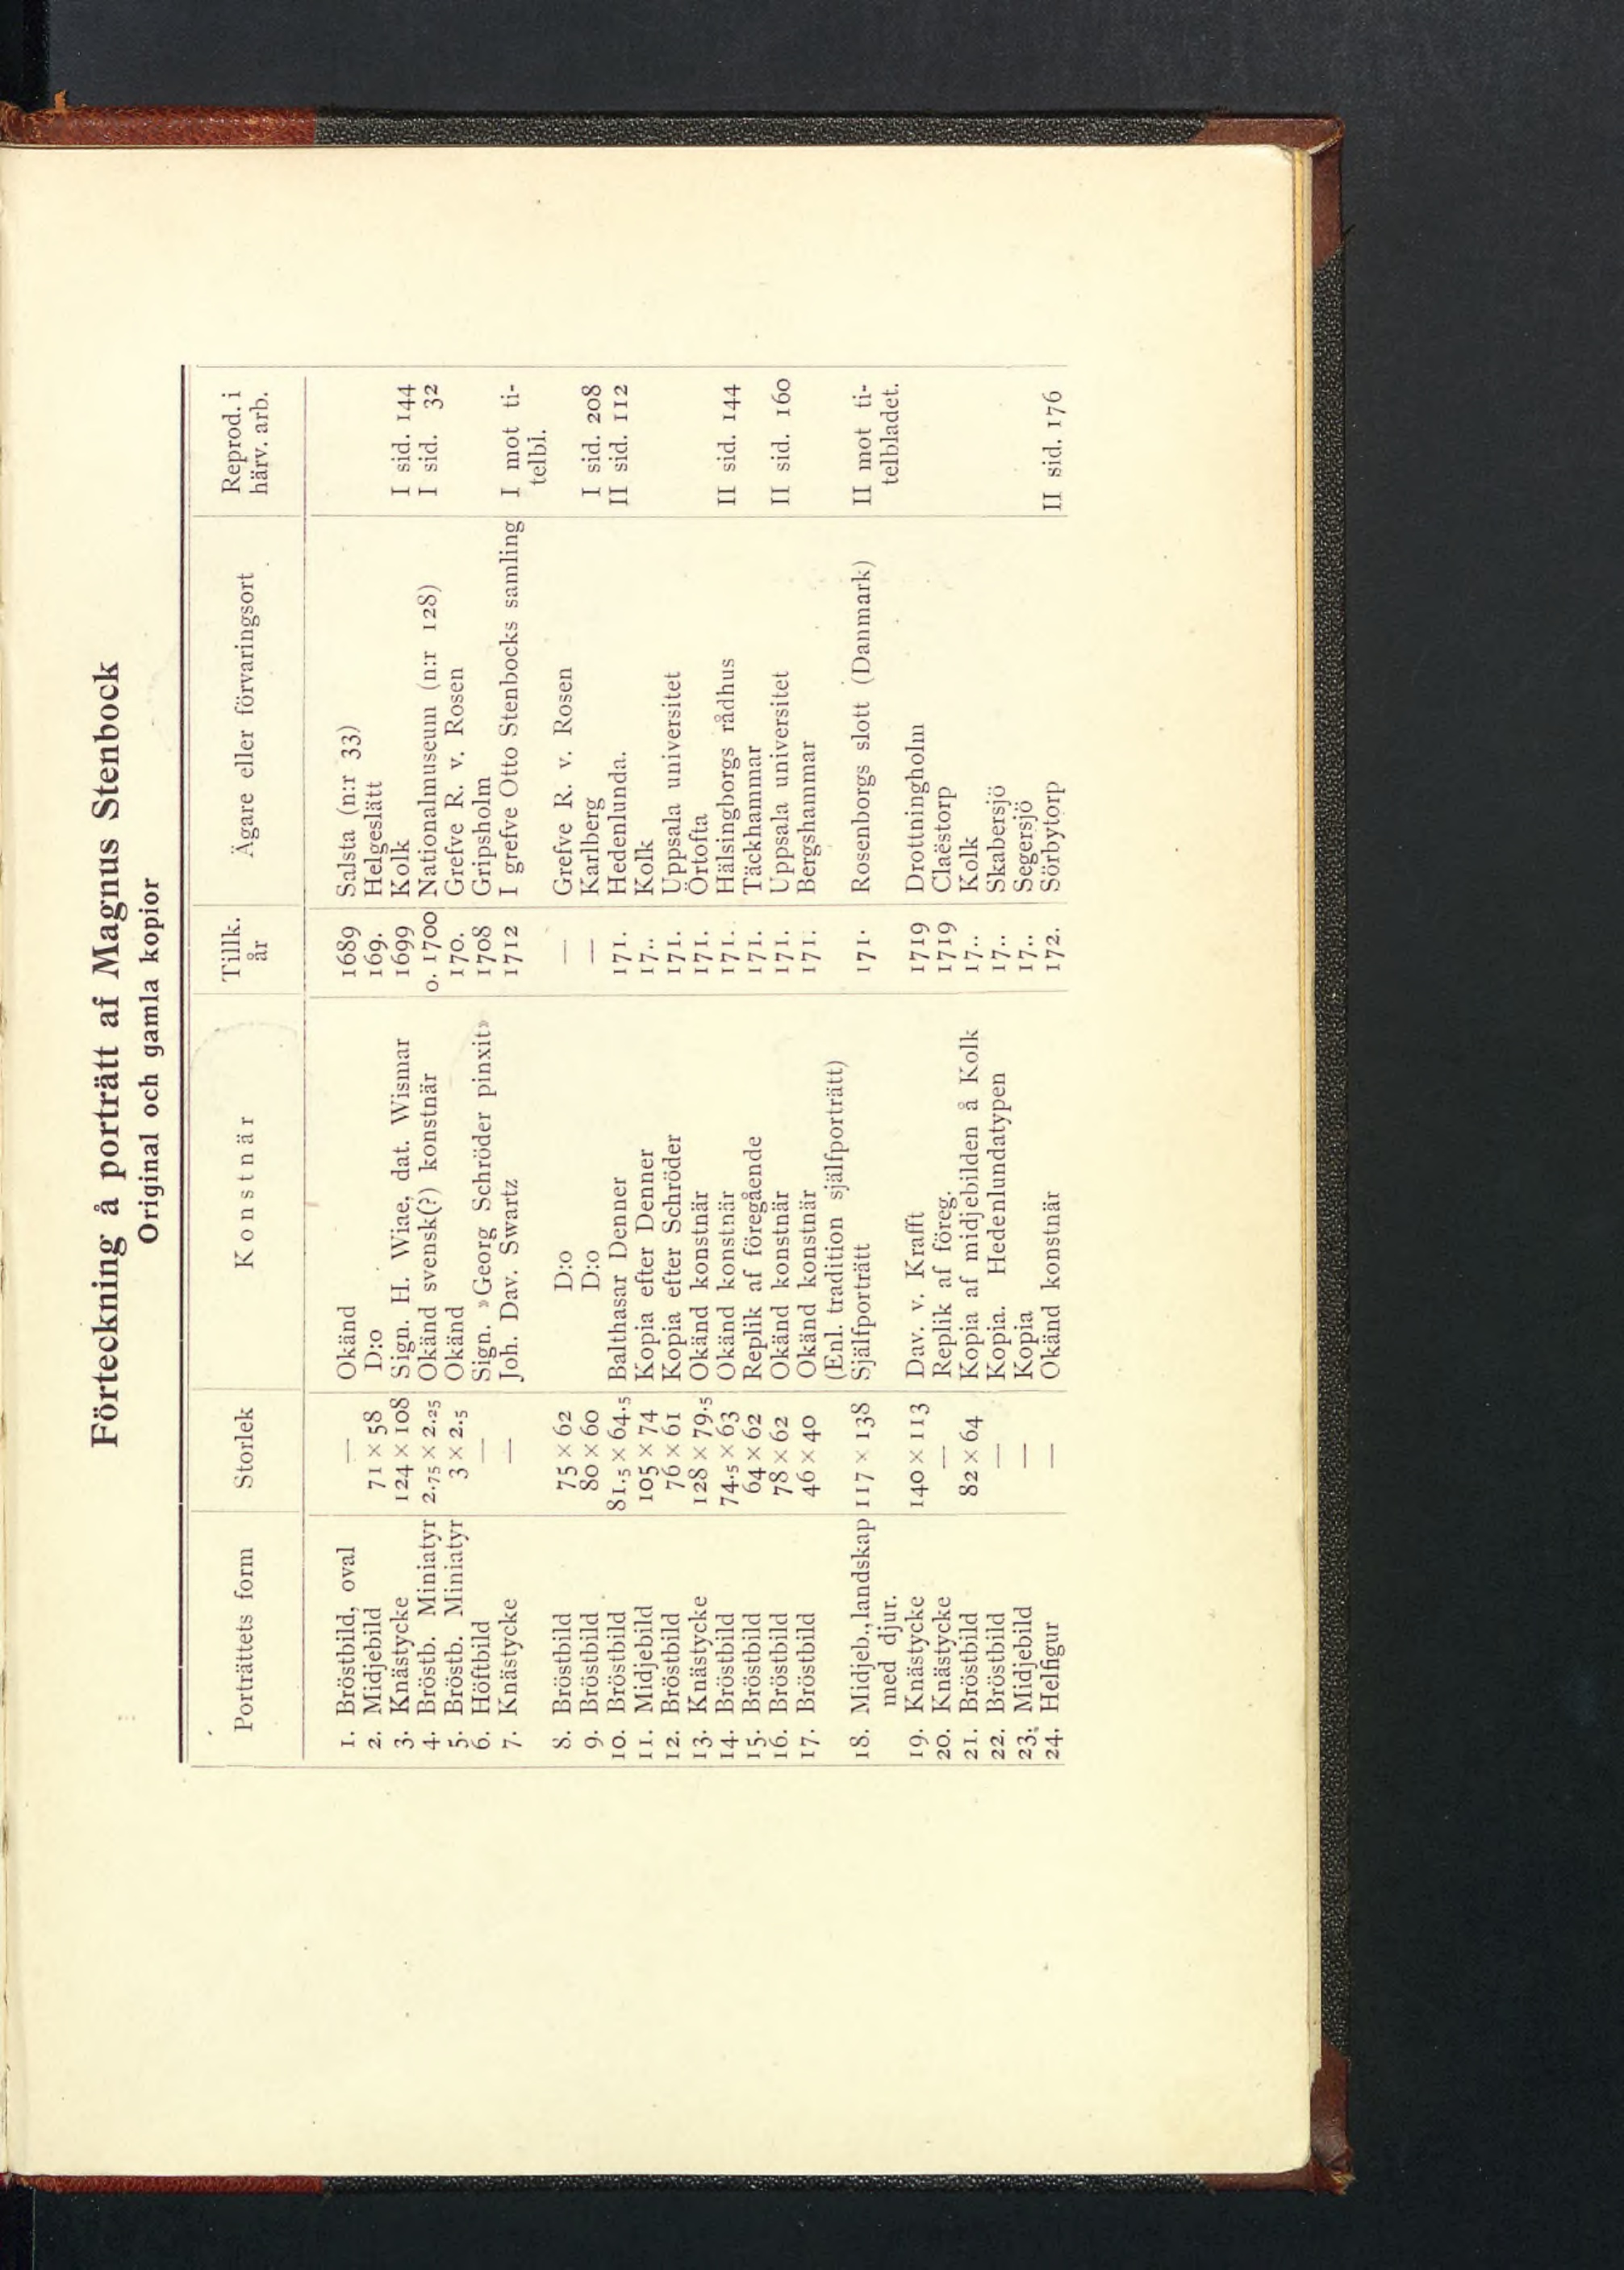 Förteckning å porträtt af Magnus Stenbock
Original och gamla kopior
Porträttets form Storlek Konstnär Tillk. år Ägare eller förvaringsort Reprod. i härv. arb.
1. Bröstbild, oval — Okänd 1689 Salsta (n:r 33)
2. Midjebild 71 × 58 D:o 169. Helgeslätt
3. Knästycke 124 × 108 Sign. H. Wiae, dat. Wismar 1699 Kolk I sid. 144
4. Bröstb. Miniatyr 2.75 × 2.25 Okänd svensk(?) konstnär o. 1700 Nationalmuseum (n:r 128) I sid. 32
5. Bröstb. Miniatyr 3 × 2.5 Okänd 170. Grefve R. v. Rosen
6. Höftbild — Sign. »Georg Schröder pinxit» 1708 Gripsholm
7. Knästycke — Joh. Dav. Swartz 1712 I grefve Otto Stenbocks samling I mot ti-
telbl.
8. Bröstbild 75 × 62 D:o — Grefve R. v. Rosen
9. Bröstbild 80 × 60 D:o — Karlberg I sid. 208
10. Bröstbild 81.5 × 64.5 Balthasar Denner 171. Hedenlunda. II sid. 112
11. Midjebild 105 × 74 Kopia efter Denner 17.. Kolk
12. Bröstbild 76 × 61 Kopia efter Schröder 171. Uppsala universitet
13. Knästycke 128 × 79.5 Okänd konstnär 171. Örtofta
14. Bröstbild 74.5 × 63 Okänd konstnär 171. Hälsingborgs rådhus II sid. 144
15. Bröstbild 64 × 62 Replik af föregående 171. Täckhammar
16. Bröstbild 78 × 62 Okänd konstnär 171. Uppsala universitet II sid. 160
17. Bröstbild 46 × 40 Okänd konstnär 171. Bergshammar
(Enl. tradition självporträtt)
18. Midjeb., landskap 117 × 138 Själfporträtt 171. Rosenborgs slott (Danmark) II mot ti-
med djur. telbladet.
19. Knästycke 140 × 113 Dav. v. Krafft 1719 Drottningholm
20. Knästycke — Replik af föreg. 1719 Claëstorp
21. Bröstbild 82 × 64 Kopia af midjebilden å Kolk 17.. Kolk
22. Bröstbild — Kopia. Hedenlundatypen 17.. Skabersjö
23. Midjebild — Kopia 17.. Segersjö
24. Helfigur — Okänd konstnär 172. Sörbytorp II sid. 176